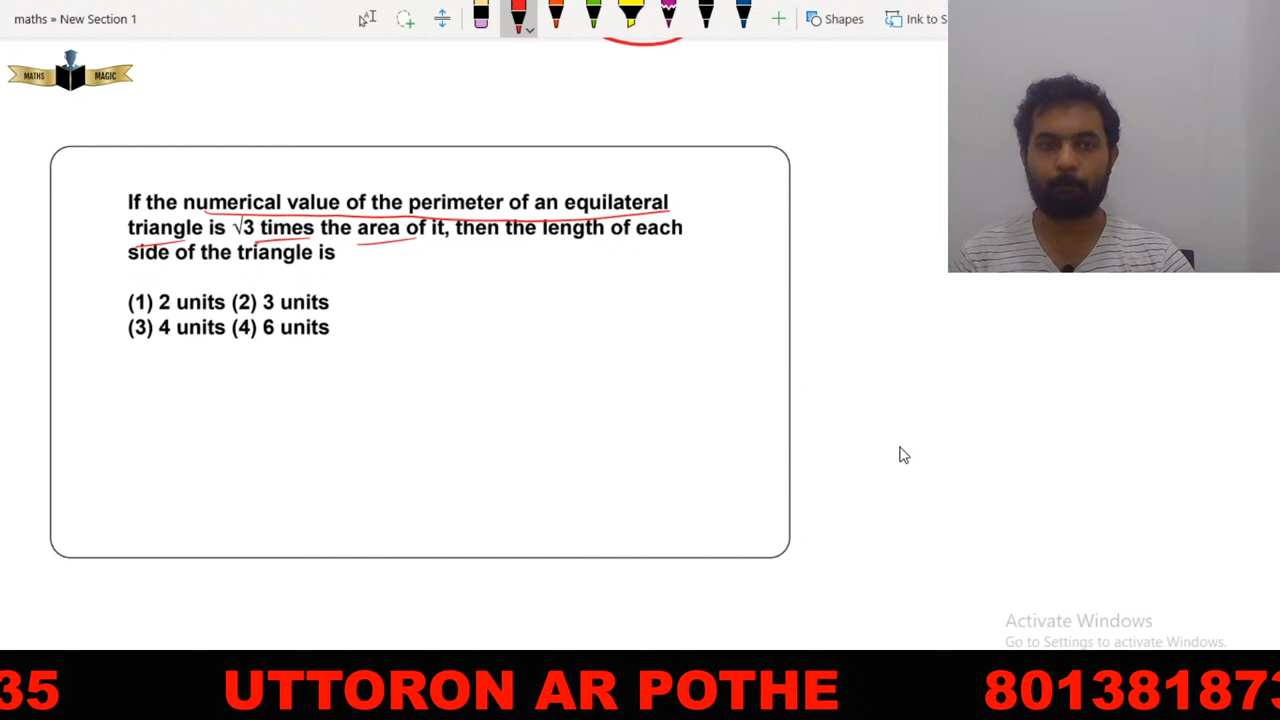 maths » New Section 1
Shapes
Ink to S
MATHS
MAGIC
If the numerical value of the perimeter of an equilateral
triangle is √3 times the area of it, then the length of each
side of the triangle is
(1) 2 units (2) 3 units
(3) 4 units (4) 6 units
Activate Windows
Go to Settings to activate Windows.
35 UTTORON AR POTHE 801381873